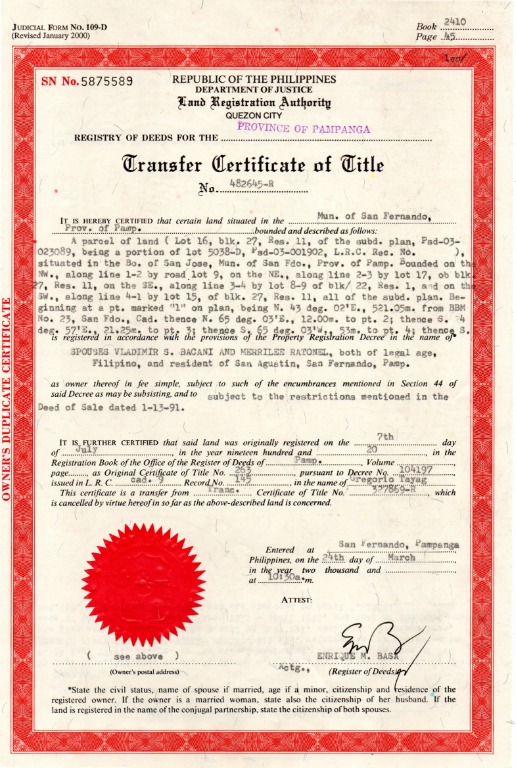 JUDICIAL FORM NO. 109-D
(Revised January 2000)
Book 2410
Page 45
SN No. 5875589
REPUBLIC OF THE PHILIPPINES
DEPARTMENT OF JUSTICE
Land Registration Authority
QUEZON CITY
REGISTRY OF DEEDS FOR THE PROVINCE OF PAMPANGA
Transfer Certificate of Title
No. 482645-R
IT IS HEREBY CERTIFIED that certain land situated in the Mun. of San Fernando,
Prov. of Pamp. bounded and described as follows:
A parcel of land ( Lot 16, blk. 27, Res. 11, of the subd. plan, Psd-03-
023089, being a portion of lot 5038-D, Psd-03-001902, L.R.C. Rec. No. ),
situated in the Bo. of San Jose, Mun. of San Fdo., Prov. of Pamp. Bounded on the
NW., along line 1-2 by road lot 9, on the NE., along line 2-3 by lot 17, ob blk
27, Res. 11, on the SE., along line 3-4 by lot 8-9 of blk/ 22, Res. 1, and on the
SW., along line 4-1 by lot 15, of blk. 27, Res. 11, all of the subd. plan. Be-
ginning at a pt. marked "1" on plan, being N. 43 deg. 02'E., 521.05m. from BBM
No. 23, San Fdo., Cad. thence N. 65 deg. 03'E., 12.00m. to pt. 2; thence S. 4
deg. 57'E., 21.25m. to pt. 3; thence S. 65 deg. 03'W., 53m. to pt. 4; thence S.
is registered in accordance with the provisions of the Property Registration Decree in the name of
SPOUSES VLADIMIR S. BACANI AND MERRILEE RATONEL, both of legal age,
Filipino, and resident of San Agustin, San Fernando, Pamp.
as owner thereof in fee simple, subject to such of the encumbrances mentioned in Section 44 of
said Decree as may be subsisting, and to subject to the restrictions mentioned in the
Deed of Sale dated 1-13-91.
IT IS FURTHER CERTIFIED that said land was originally registered on the 7th day
of July in the year nineteen hundred and 20, in the
Registration Book of the Office of the Register of Deeds of Pamp. Volume
page as Original Certificate of Title No. 263 pursuant to Decree No. 104197
issued in L. R. C. cad. 9 Record No. 145 in the name of Gregorio Tayag
This certificate is a transfer from Tranc. Certificate of Title No. 357869-R, which
is cancelled by virtue hereof in so far as the above-described land is concerned.
Entered at San Fernando, Pampanga
Philippines, on the 24th day of March
in the year two thousand and
at 10:30a.m.
ATTEST:
( see above )
(Owner's postal address)
ENRIQUE M. BASA
Actg., (Register of Deeds)
*State the civil status, name of spouse if married, age if a minor, citizenship and residence of the
registered owner. If the owner is a married woman, state also the citizenship of her husband. If the
land is registered in the name of the conjugal partnership, state the citizenship of both spouses.
OWNER'S DUPLICATE CERTIFICATE